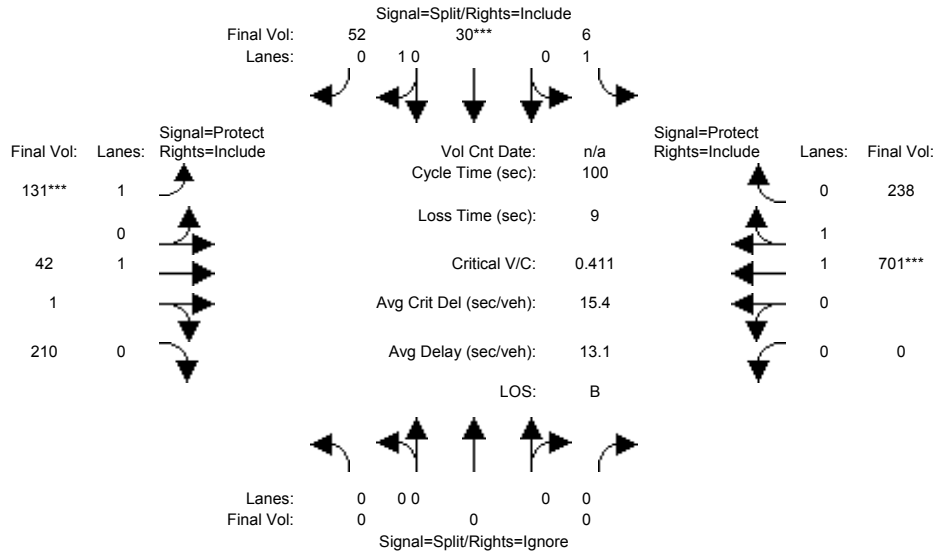 Signal=Split/Rights=Include
Final Vol: 52 30*** 6
Lanes: 0 1 0 0 1
Signal=Protect
Final Vol: Lanes: Rights=Include
Vol Cnt Date: n/a
Signal=Protect
Rights=Include Lanes: Final Vol:
Cycle Time (sec): 100
131*** 1
0 238
Loss Time (sec): 9
0
1
42 1
Critical V/C: 0.411
1 701***
1 0
Avg Crit Del (sec/veh): 15.4
0
210 0
Avg Delay (sec/veh): 13.1
0 0
LOS: B
Lanes: 0 0 0 0 0
Final Vol: 0 0 0
Signal=Split/Rights=Ignore